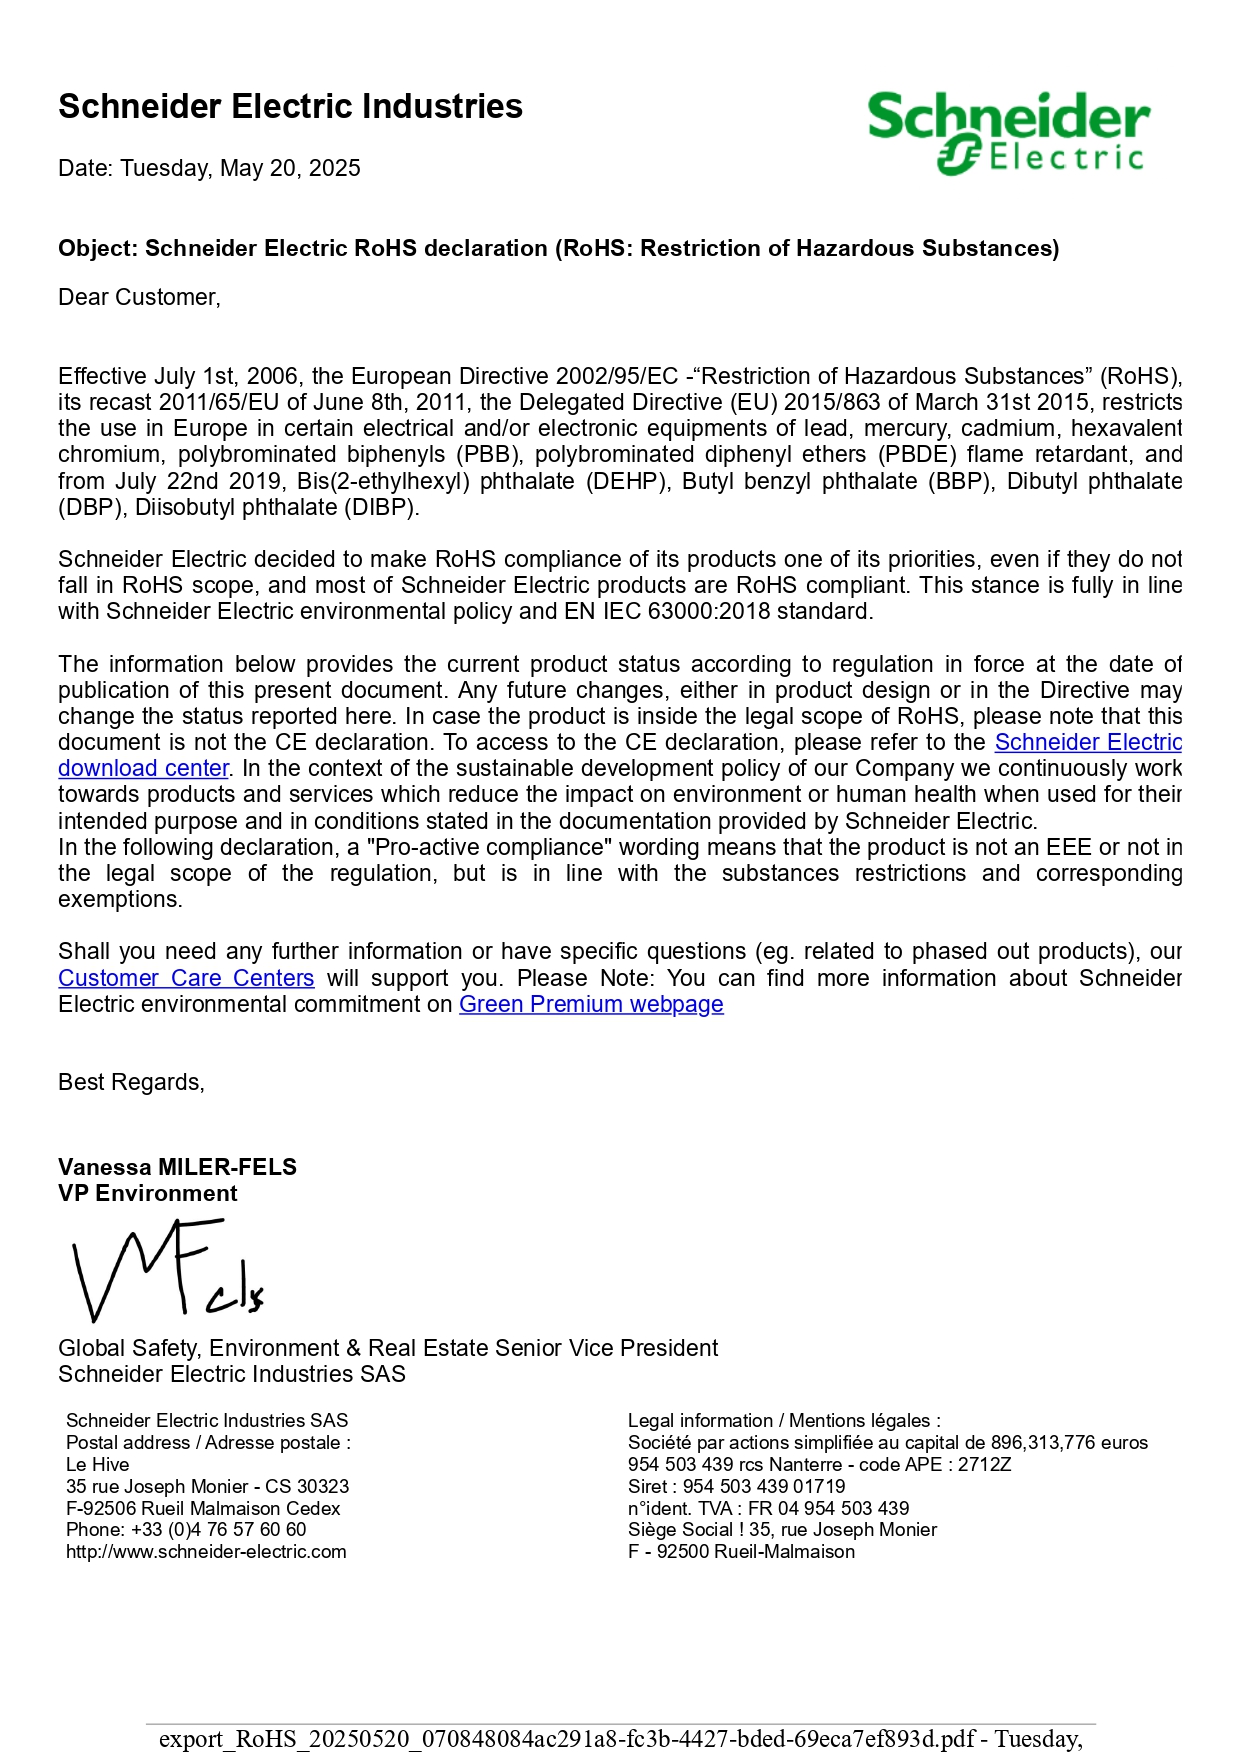 Schneider Electric Industries
Schneider
Electric
Date: Tuesday, May 20, 2025
Object: Schneider Electric RoHS declaration (RoHS: Restriction of Hazardous Substances)
Dear Customer,
Effective July 1st, 2006, the European Directive 2002/95/EC -“Restriction of Hazardous Substances” (RoHS),
its recast 2011/65/EU of June 8th, 2011, the Delegated Directive (EU) 2015/863 of March 31st 2015, restricts
the use in Europe in certain electrical and/or electronic equipments of lead, mercury, cadmium, hexavalent
chromium, polybrominated biphenyls (PBB), polybrominated diphenyl ethers (PBDE) flame retardant, and
from July 22nd 2019, Bis(2-ethylhexyl) phthalate (DEHP), Butyl benzyl phthalate (BBP), Dibutyl phthalate
(DBP), Diisobutyl phthalate (DIBP).
Schneider Electric decided to make RoHS compliance of its products one of its priorities, even if they do not
fall in RoHS scope, and most of Schneider Electric products are RoHS compliant. This stance is fully in line
with Schneider Electric environmental policy and EN IEC 63000:2018 standard.
The information below provides the current product status according to regulation in force at the date of
publication of this present document. Any future changes, either in product design or in the Directive may
change the status reported here. In case the product is inside the legal scope of RoHS, please note that this
document is not the CE declaration. To access to the CE declaration, please refer to the Schneider Electric
download center. In the context of the sustainable development policy of our Company we continuously work
towards products and services which reduce the impact on environment or human health when used for their
intended purpose and in conditions stated in the documentation provided by Schneider Electric.
In the following declaration, a "Pro-active compliance" wording means that the product is not an EEE or not in
the legal scope of the regulation, but is in line with the substances restrictions and corresponding
exemptions.
Shall you need any further information or have specific questions (eg. related to phased out products), our
Customer Care Centers will support you. Please Note: You can find more information about Schneider
Electric environmental commitment on Green Premium webpage
Best Regards,
Vanessa MILER-FELS
VP Environment
Global Safety, Environment & Real Estate Senior Vice President
Schneider Electric Industries SAS
Schneider Electric Industries SAS
Postal address / Adresse postale :
Le Hive
35 rue Joseph Monier - CS 30323
F-92506 Rueil Malmaison Cedex
Phone: +33 (0)4 76 57 60 60
http://www.schneider-electric.com
Legal information / Mentions légales :
Société par actions simplifiée au capital de 896,313,776 euros
954 503 439 rcs Nanterre - code APE : 2712Z
Siret : 954 503 439 01719
n°ident. TVA : FR 04 954 503 439
Siège Social ! 35, rue Joseph Monier
F - 92500 Rueil-Malmaison
export_RoHS_20250520_070848084ac291a8-fc3b-4427-bded-69eca7ef893d.pdf - Tuesday,